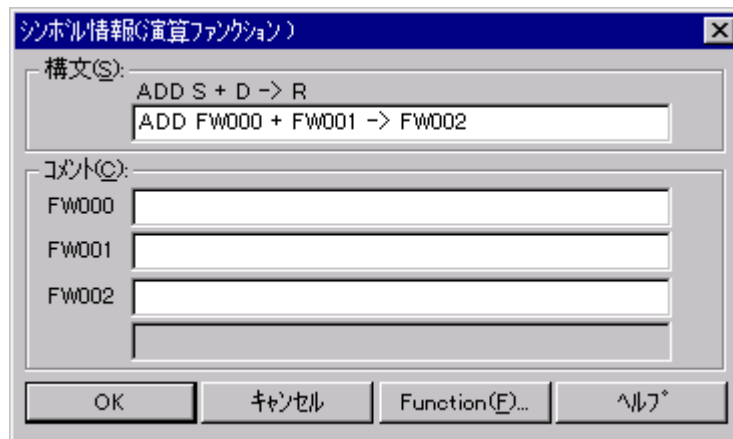 ｼﾝﾎﾞﾙ情報(演算ﾌｧﾝｸｼｮﾝ)
構文(S):
ADD S + D -> R
ADD FW000 + FW001 -> FW002
ｺﾒﾝﾄ(C):
FW000
FW001
FW002
OK ｷｬﾝｾﾙ Function(F)... ﾍﾙﾌﾟ